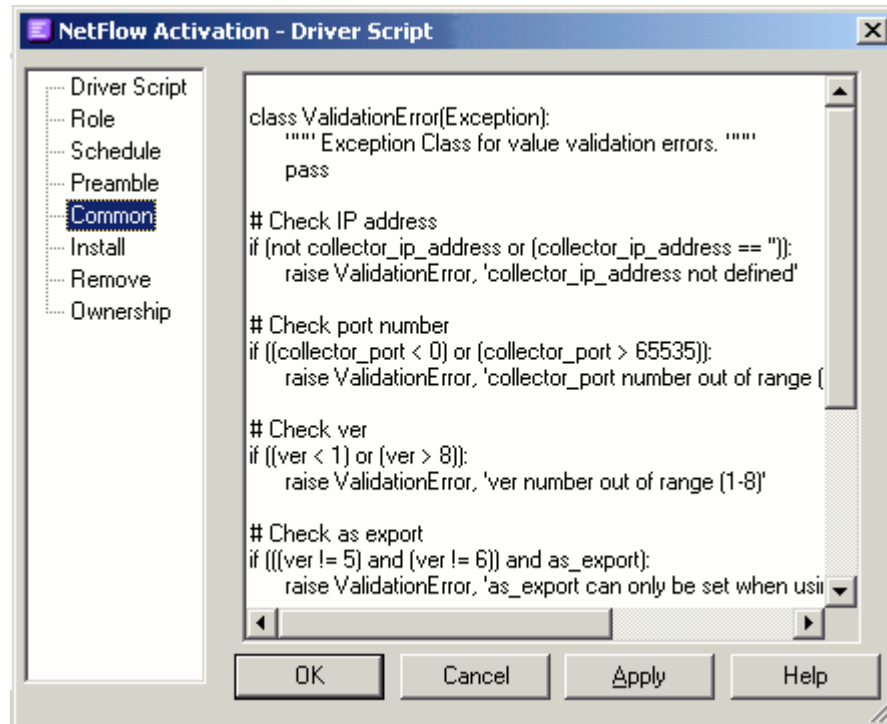 NetFlow Activation - Driver Script
Driver Script
Role
Schedule
Preamble
Common
Install
Remove
Ownership
class ValidationError(Exception):
""" Exception Class for value validation errors. """
pass
# Check IP address
if (not collector_ip_address or (collector_ip_address == '')):
raise ValidationError, 'collector_ip_address not defined'
# Check port number
if ((collector_port < 0) or (collector_port > 65535)):
raise ValidationError, 'collector_port number out of range (
# Check ver
if ((ver < 1) or (ver > 8)):
raise ValidationError, 'ver number out of range (1-8)'
# Check as export
if (((ver != 5) and (ver != 6)) and as_export):
raise ValidationError, 'as_export can only be set when usin
OK
Cancel
Apply
Help